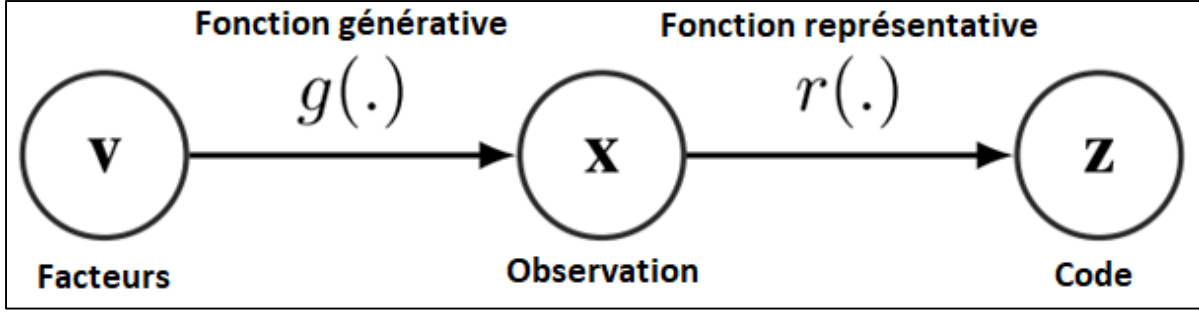 Fonction générative
Fonction représentative
g(.)
r(.)
v
x
z
Facteurs
Observation
Code